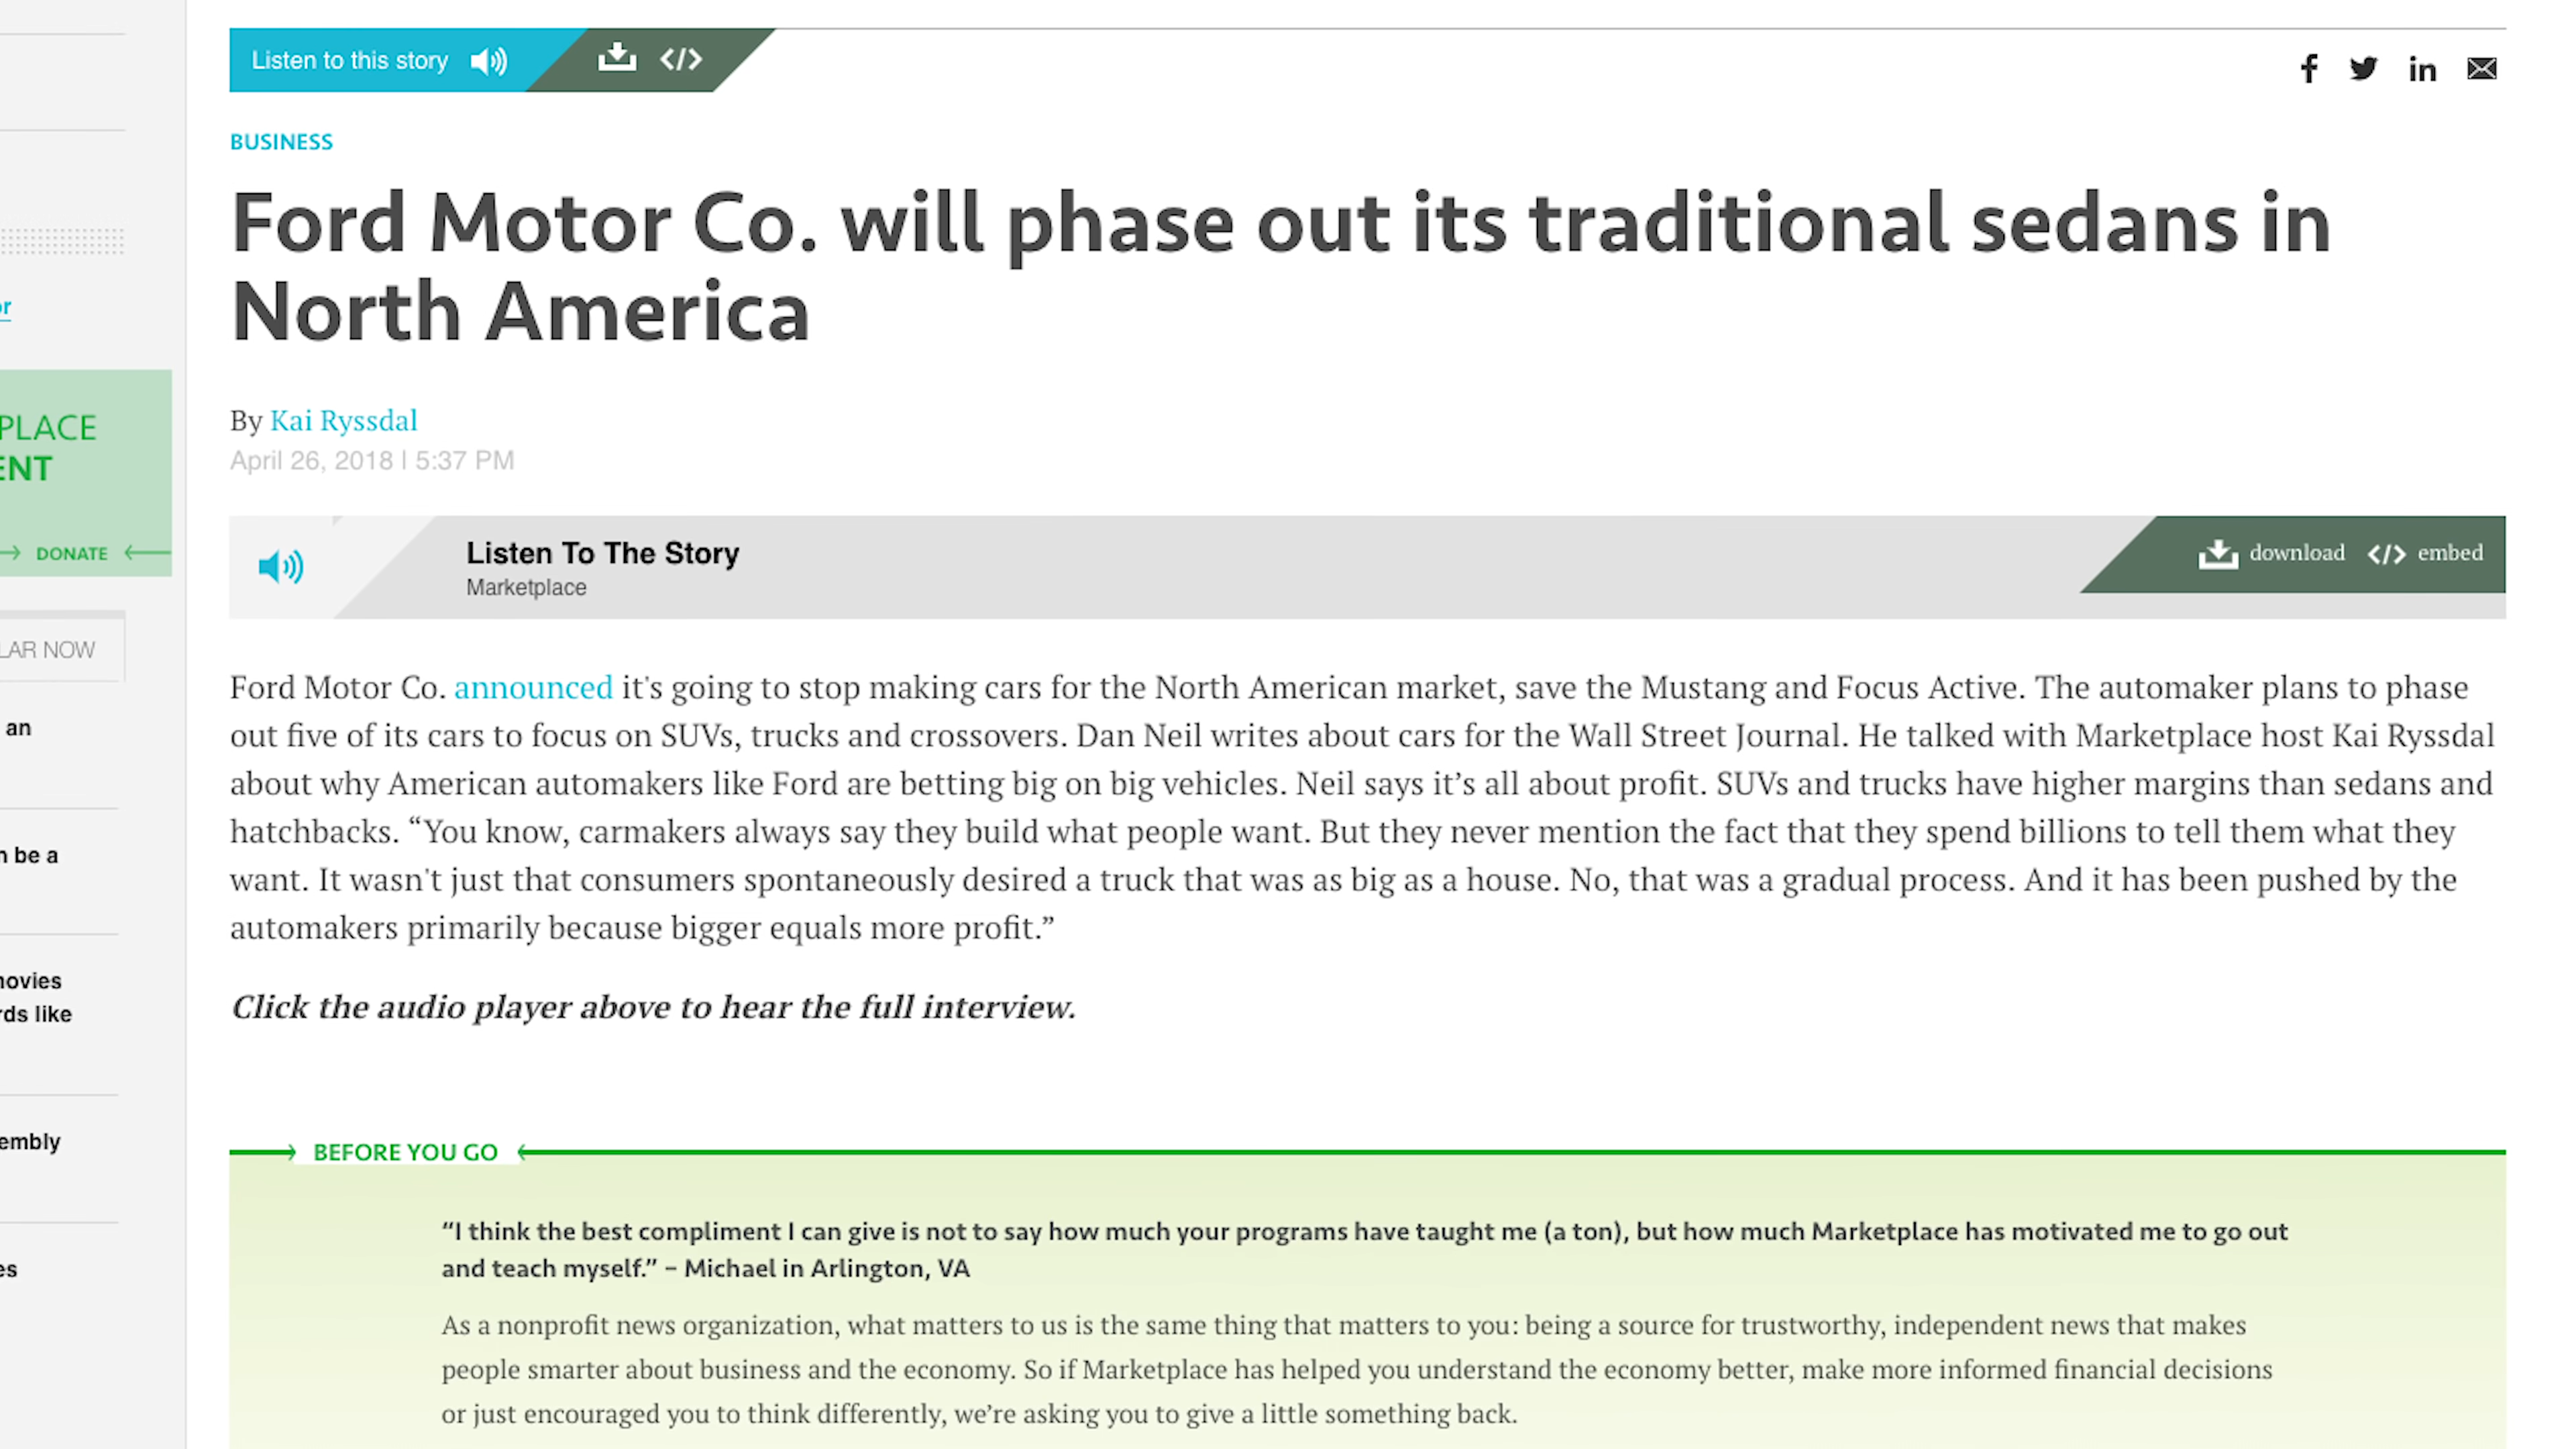 Listen to this story
BUSINESS
Ford Motor Co. will phase out its traditional sedans in
North America
By Kai Ryssdal
April 26, 2018 | 5:37 PM
Listen To The Story
Marketplace
download </> embed
Ford Motor Co. announced it's going to stop making cars for the North American market, save the Mustang and Focus Active. The automaker plans to phase
out five of its cars to focus on SUVs, trucks and crossovers. Dan Neil writes about cars for the Wall Street Journal. He talked with Marketplace host Kai Ryssdal
about why American automakers like Ford are betting big on big vehicles. Neil says it’s all about profit. SUVs and trucks have higher margins than sedans and
hatchbacks. “You know, carmakers always say they build what people want. But they never mention the fact that they spend billions to tell them what they
want. It wasn't just that consumers spontaneously desired a truck that was as big as a house. No, that was a gradual process. And it has been pushed by the
automakers primarily because bigger equals more profit.”
Click the audio player above to hear the full interview.
BEFORE YOU GO
“I think the best compliment I can give is not to say how much your programs have taught me (a ton), but how much Marketplace has motivated me to go out
and teach myself.” – Michael in Arlington, VA
As a nonprofit news organization, what matters to us is the same thing that matters to you: being a source for trustworthy, independent news that makes
people smarter about business and the economy. So if Marketplace has helped you understand the economy better, make more informed financial decisions
or just encouraged you to think differently, we’re asking you to give a little something back.
or
PLACE
ENT
DONATE
LAR NOW
an
n be a
movies
rds like
embly
es